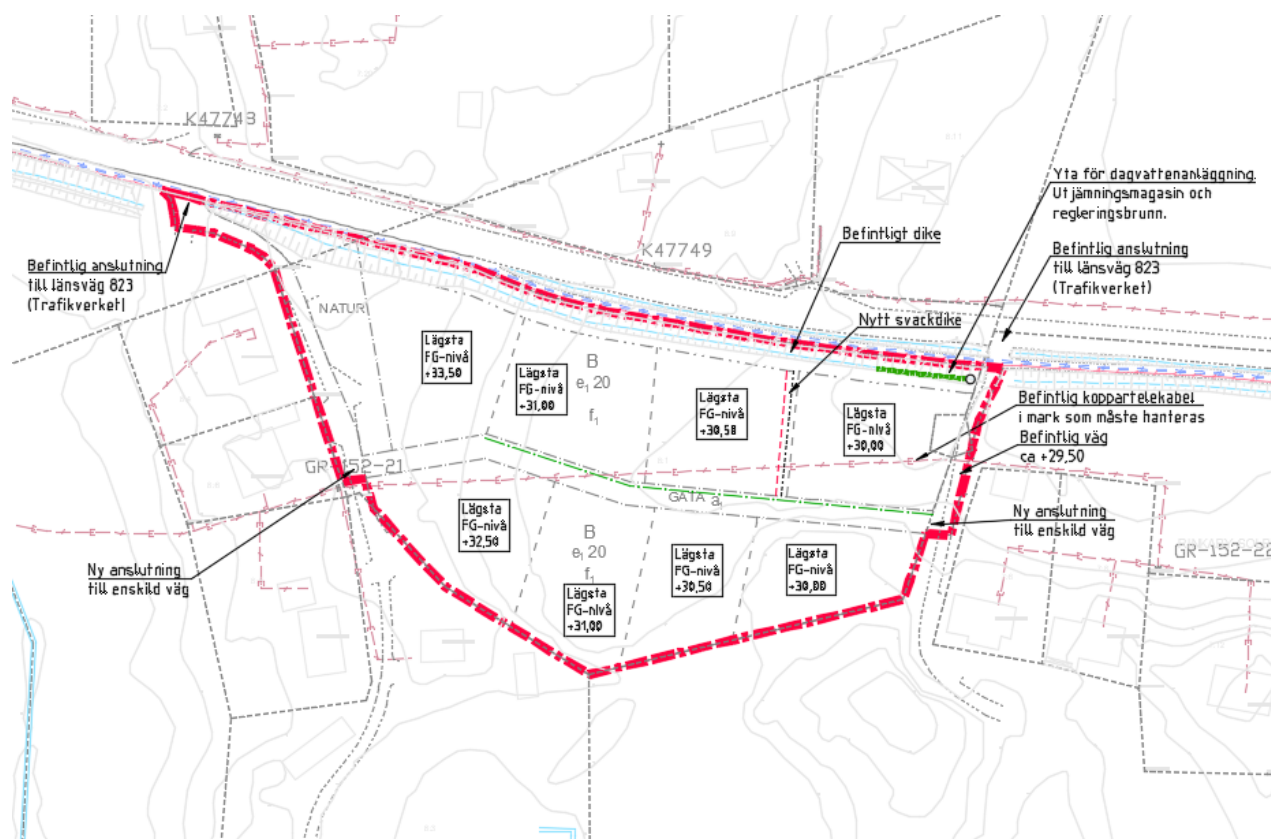 K47743
Yta för dagvattenanläggning.
Utjämningsmagasin och
regleringsbrunn.
Befintligt dike
K47749
Befintlig anslutning
till länsväg 823
(Trafikverket)
Befintlig anslutning
till länsväg 823
(Trafikverket)
NATUR
Nytt svackdike
Lägsta
FG-nivå
+33,50
Lägsta
FG-nivå
+31,00
B
e1 20
f1
Lägsta
FG-nivå
+30,58
Lägsta
FG-nivå
+30,00
Befintlig koppartelekabel
i mark som måste hanteras
Befintlig väg
ca +29,50
GR-152-21
GATA a1
Lägsta
FG-nivå
+32,50
B
e1 20
f1
Lägsta
FG-nivå
+31,00
Lägsta
FG-nivå
+30,50
Lägsta
FG-nivå
+30,00
Ny anslutning
till enskild väg
Ny anslutning
till enskild väg
GR-152-22